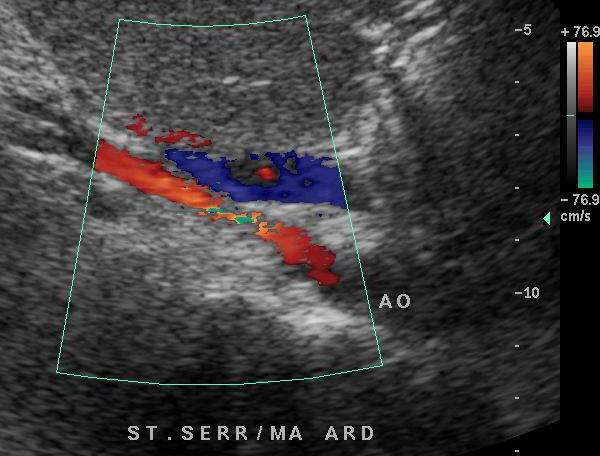 -5
+ 76.9
- 76.9
cm/s
-10
AO
ST.SERR/MA ARD